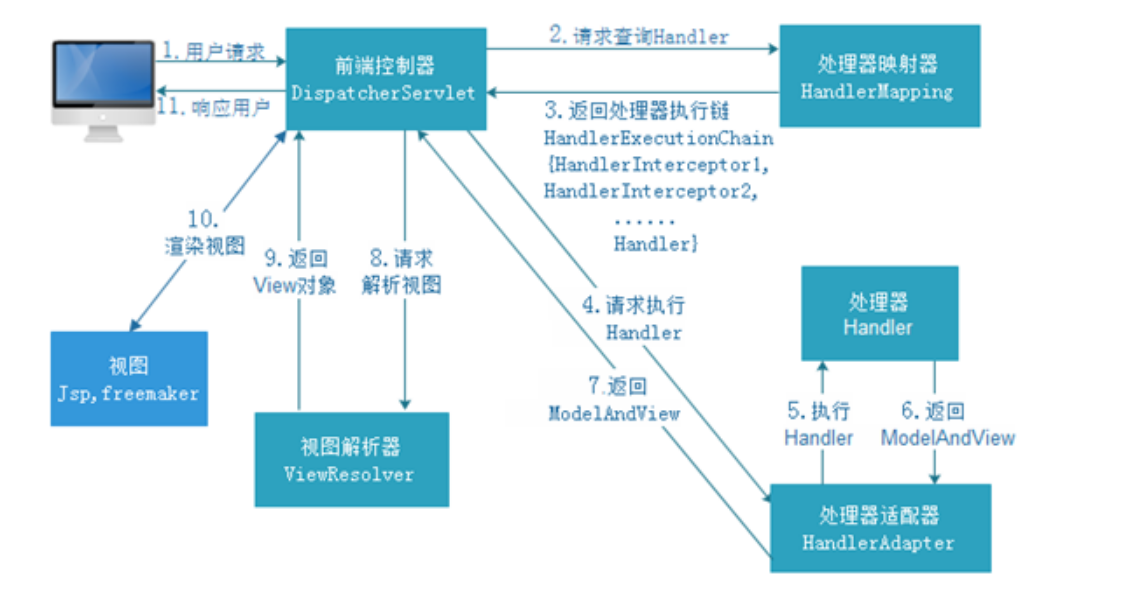 1.用户请求
11.响应用户
前端控制器
DispatcherServlet
2.请求查询Handler
处理器映射器
HandlerMapping
3.返回处理器执行链
HandlerExecutionChain
{HandlerInterceptor1,
HandlerInterceptor2,
......
Handler}
10.
渲染视图
9.返回
View对象
8.请求
解析视图
4.请求执行
Handler
处理器
Handler
视图
Jsp,freemaker
7.返回
ModelAndView
5.执行
Handler
6.返回
ModelAndView
视图解析器
ViewResolver
处理器适配器
HandlerAdapter